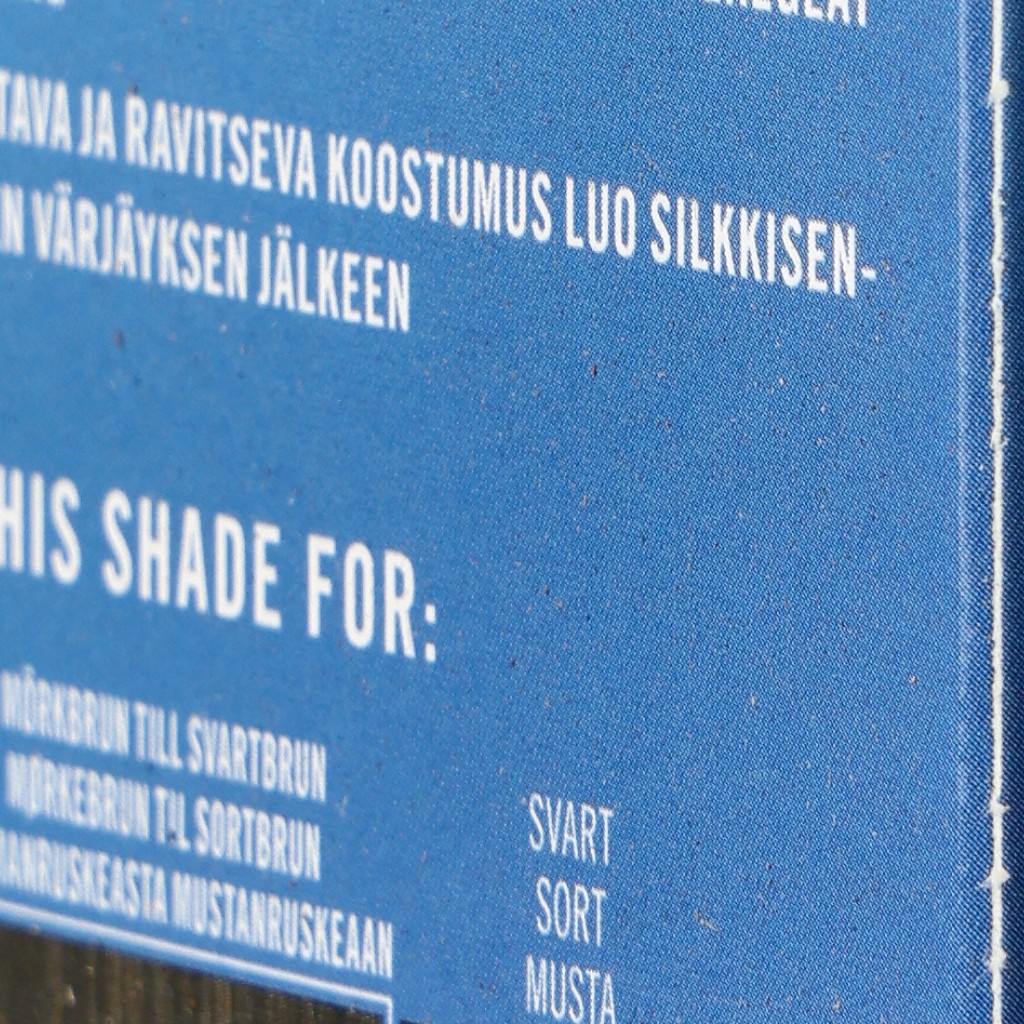 TAVA JA RAVITSEVA KOOSTUMUS LUO SILKKISEN-
N VÄRJÄYKSEN JÄLKEEN
HIS SHADE FOR:
MÖRKBRUN TILL SVARTBRUN
MØRKEBRUN TIL SORTBRUN
ANRUSKEASTA MUSTANRUSKEAAN
SVART
SORT
MUSTA